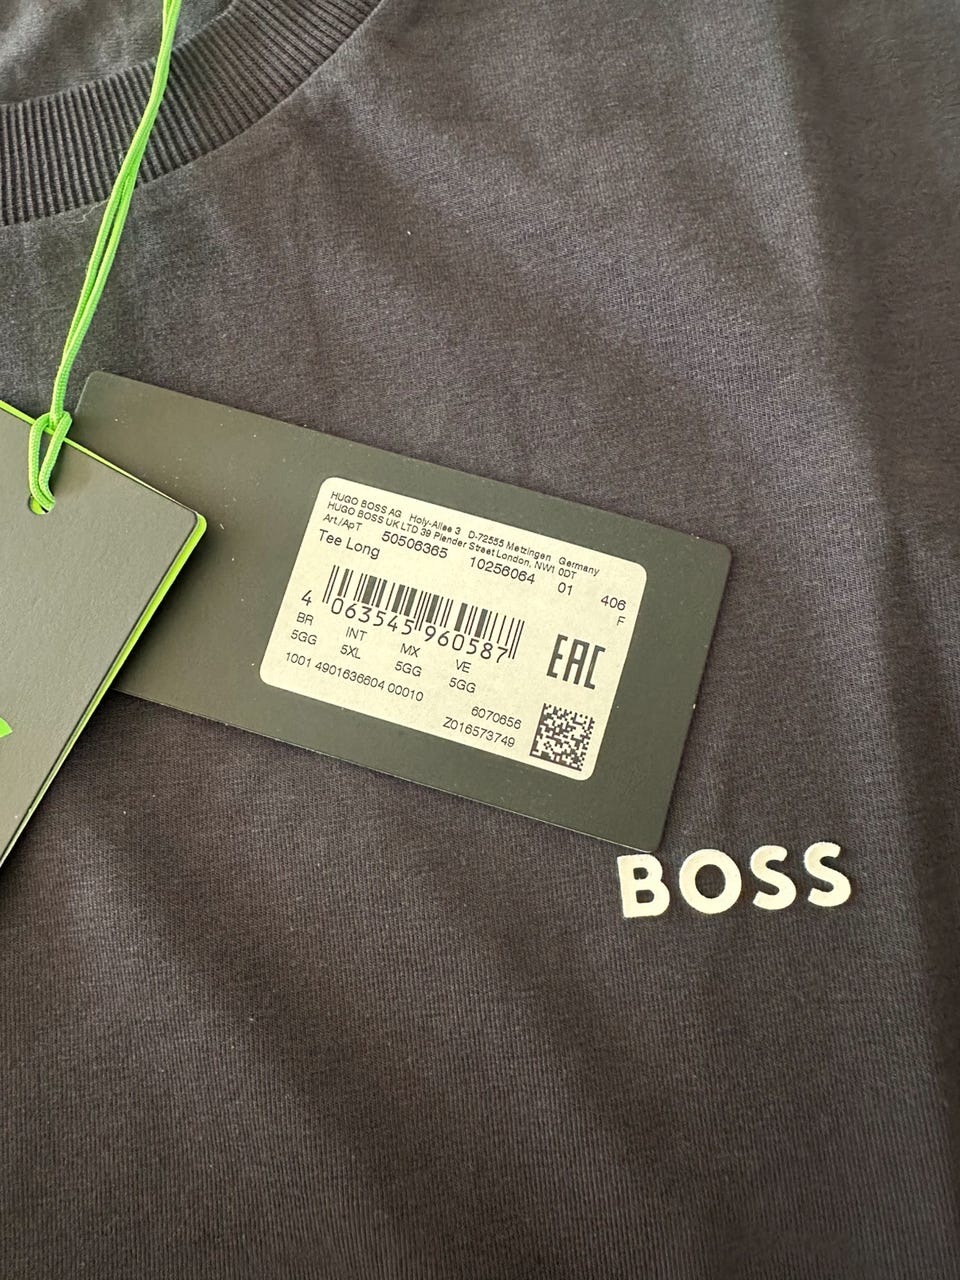 HUGO BOSS AG Holy-Allee 3 D-72555 Metzingen Germany
HUGO BOSS UK LTD 39 Plender Street London, NW1 0DT
Art./ApT 50506365 10256064 01 406
Tee Long F
4 063545 960587
BR INT MX VE
5GG 5XL 5GG 5GG
EAC
1001 4901636604 00010
6070656
Z016573749
BOSS